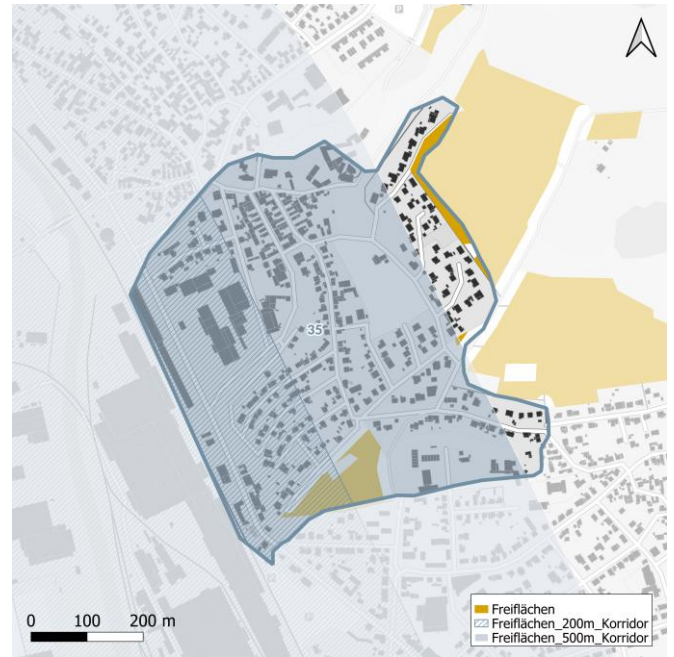 P
35
P
0 100 200 m
Freiflächen
Freiflächen_200m_Korridor
Freiflächen_500m_Korridor